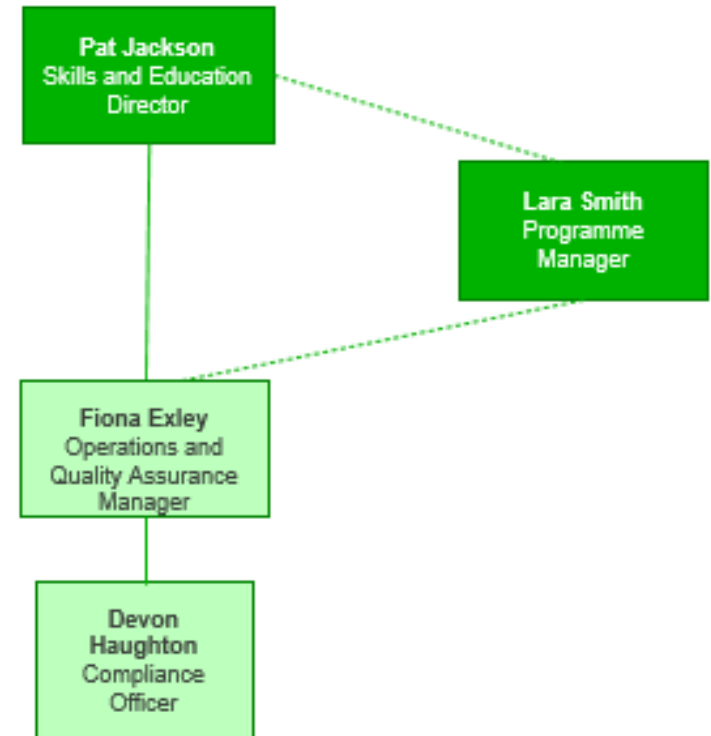 Pat Jackson
Skills and Education
Director
Lara Smith
Programme
Manager
Fiona Exley
Operations and
Quality Assurance
Manager
Devon
Haughton
Compliance
Officer